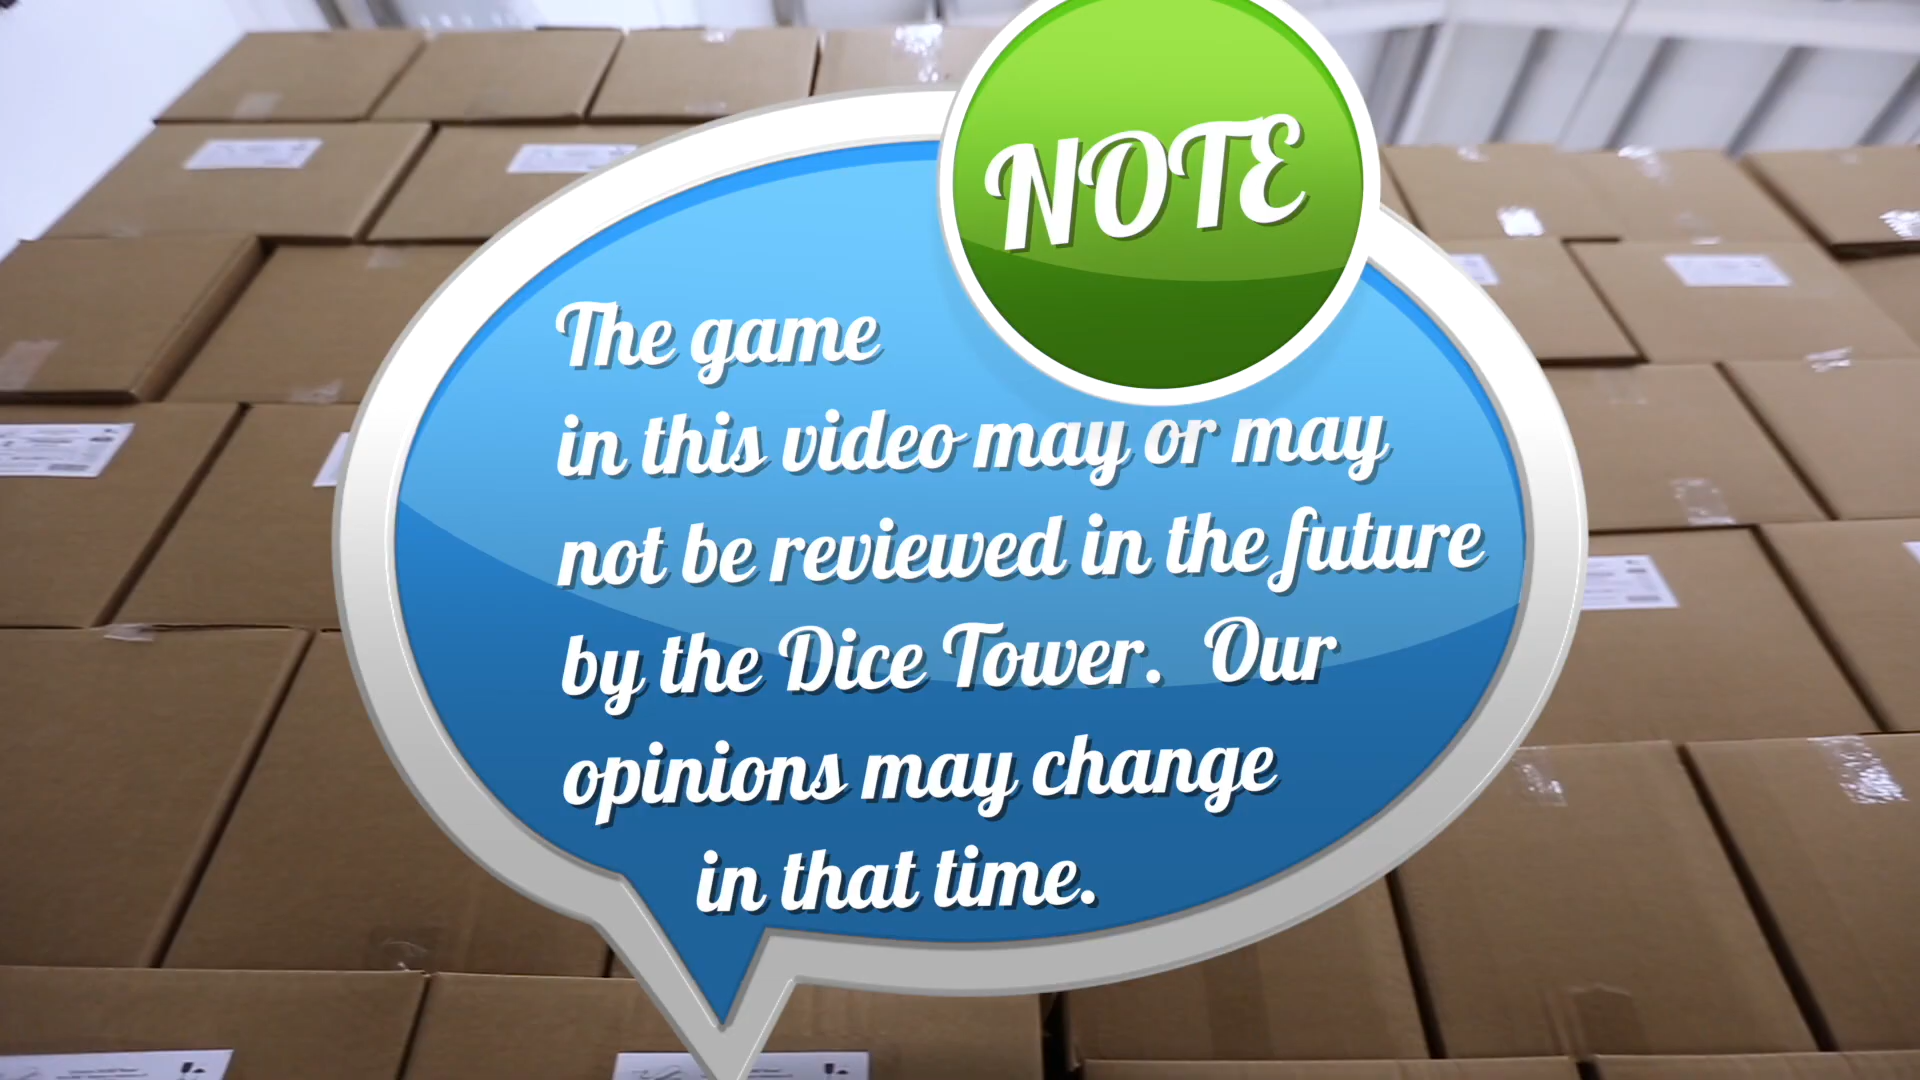 NOTE
The game
in this video may or may
not be reviewed in the future
by the Dice Tower. Our
opinions may change
in that time.